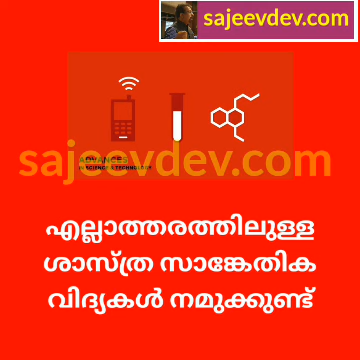 sajeevdev.com
ADVANCES
IN SCIENCE & TECHNOLOGY
sajeevdev.com
എല്ലാത്തരത്തിലുള്ള
ശാസ്ത്ര സാങ്കേതിക
വിദ്യകൾ നമുക്കുണ്ട്